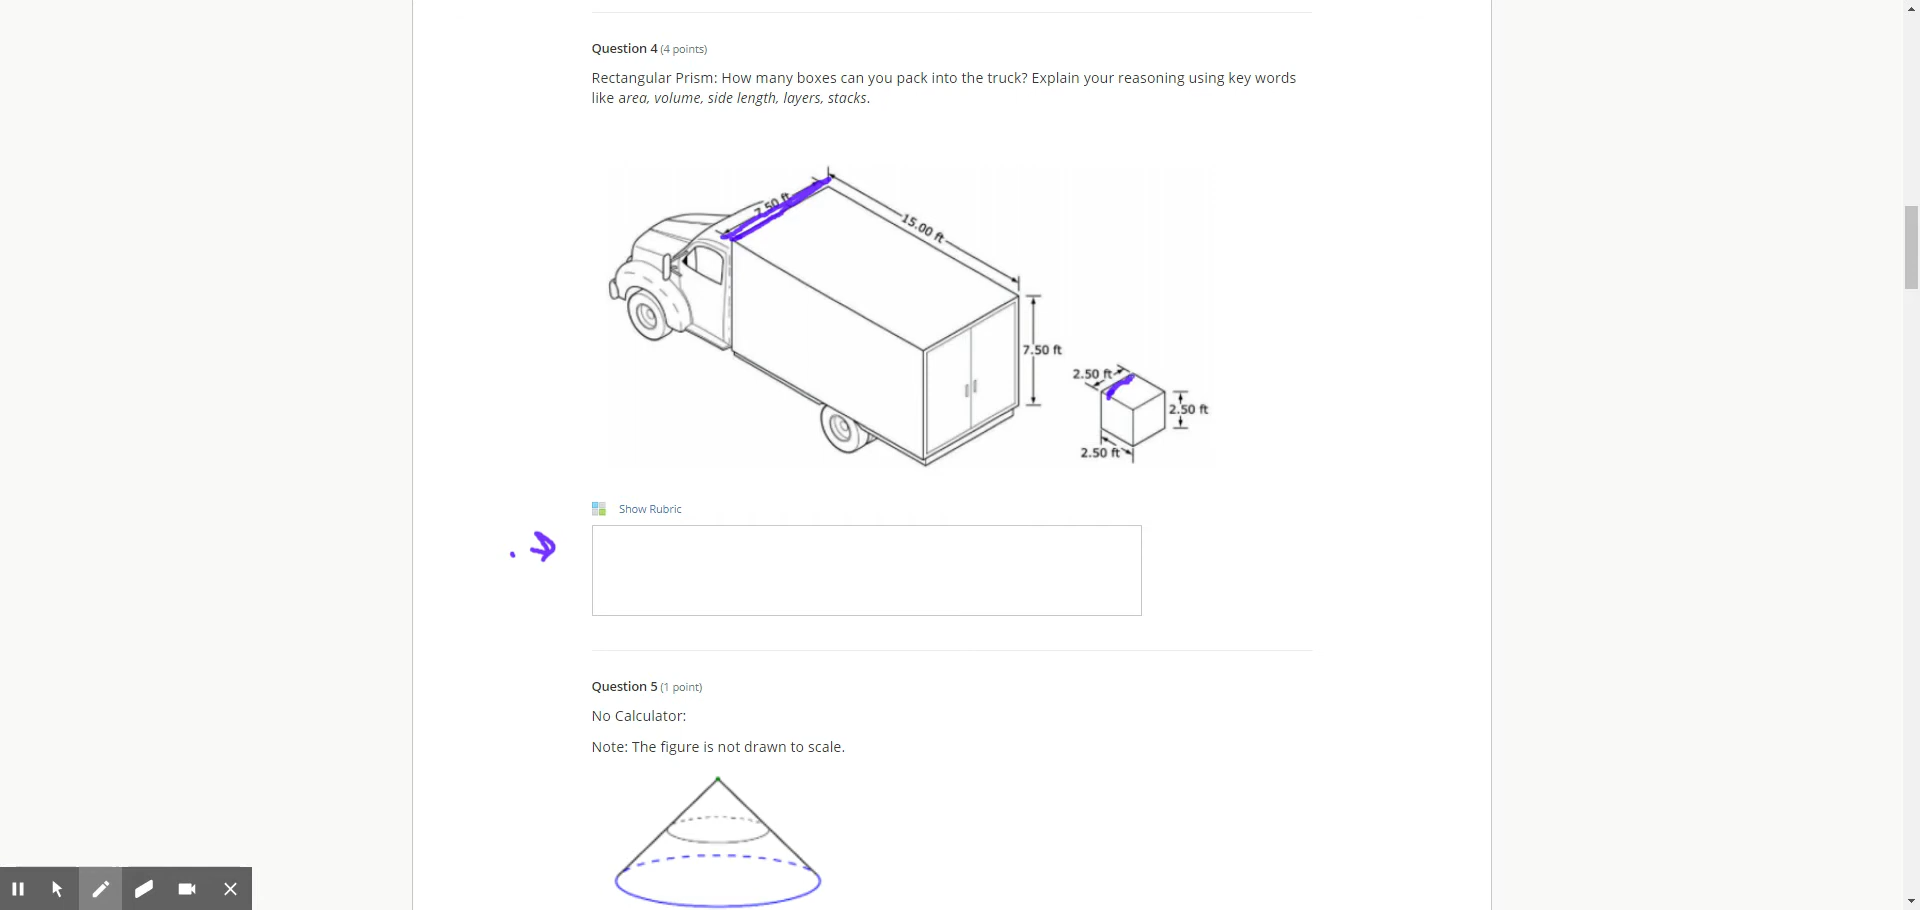 Question 4 (4 points)
Rectangular Prism: How many boxes can you pack into the truck? Explain your reasoning using key words
like area, volume, side length, layers, stacks.
7.50 ft
15.00 ft
7.50 ft
2.50 ft
2.50 ft
2.50 ft
Show Rubric
Question 5 (1 point)
No Calculator:
Note: The figure is not drawn to scale.